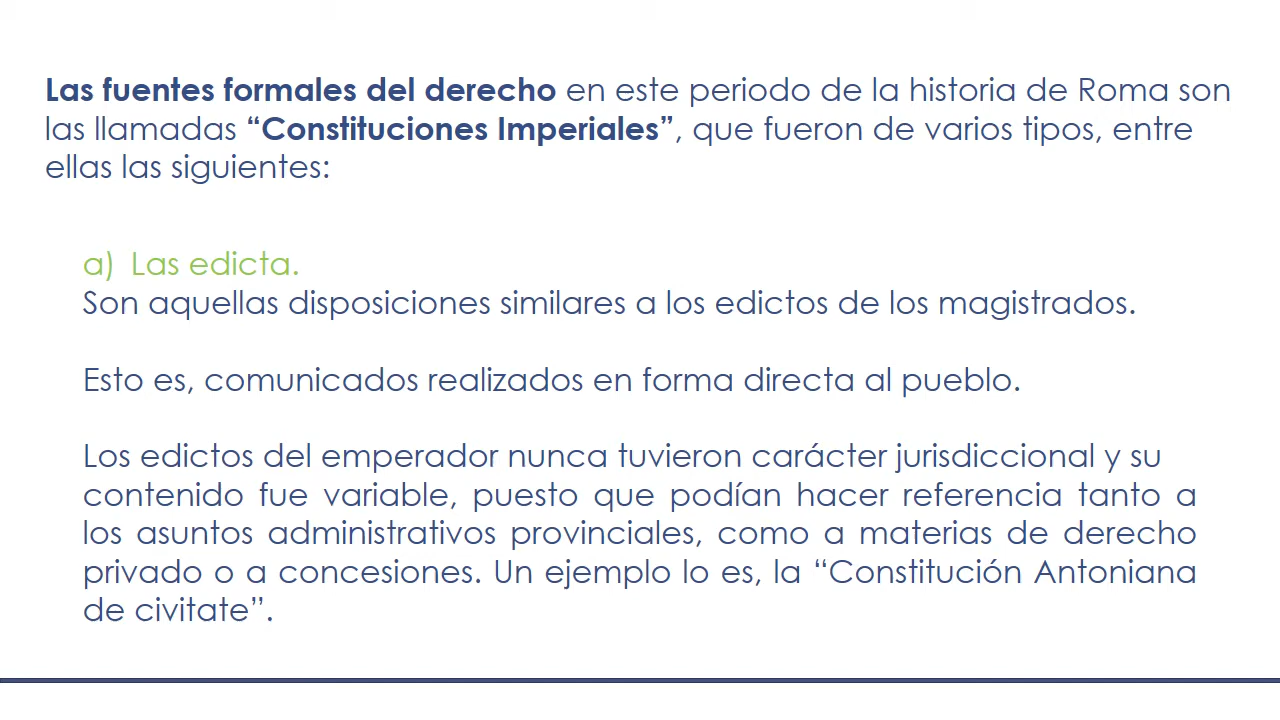 Las fuentes formales del derecho en este periodo de la historia de Roma son
las llamadas “Constituciones Imperiales”, que fueron de varios tipos, entre
ellas las siguientes:
a) Las edicta.
Son aquellas disposiciones similares a los edictos de los magistrados.
Esto es, comunicados realizados en forma directa al pueblo.
Los edictos del emperador nunca tuvieron carácter jurisdiccional y su
contenido fue variable, puesto que podían hacer referencia tanto a
los asuntos administrativos provinciales, como a materias de derecho
privado o a concesiones. Un ejemplo lo es, la “Constitución Antoniana
de civitate”.